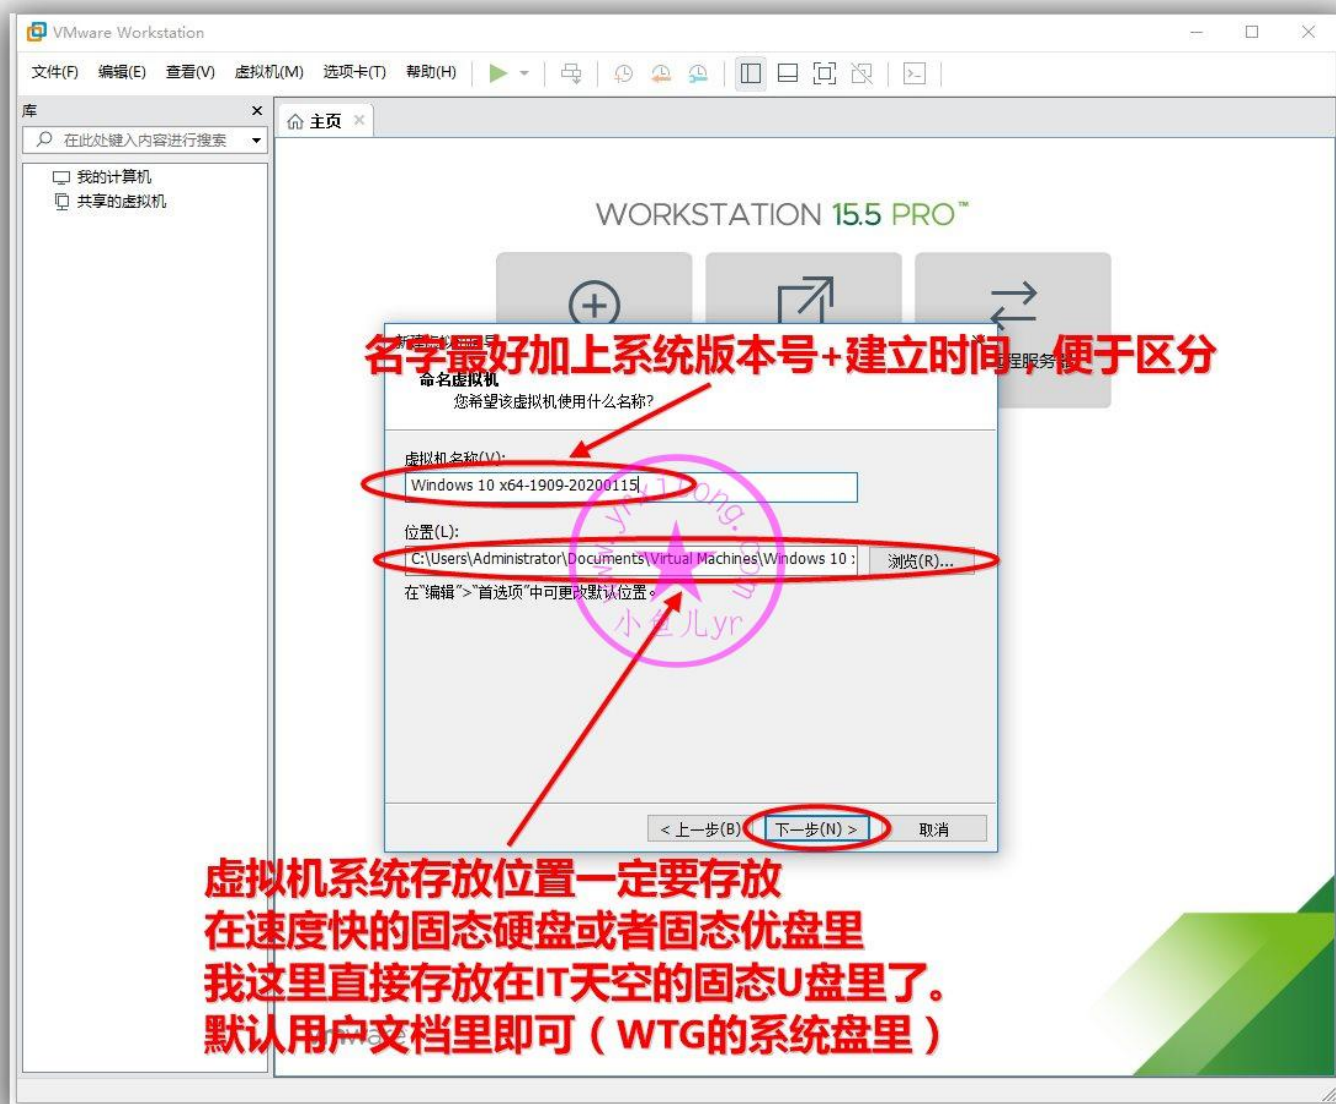 VMware Workstation
文件(F) 编辑(E) 查看(V) 虚拟机(M) 选项卡(T) 帮助(H)
库
在此处键入内容进行搜索
我的计算机
共享的虚拟机
主页
WORKSTATION 15.5 PRO™
名字最好加上系统版本号+建立时间，便于区分
命名虚拟机
您希望该虚拟机使用什么名称?
虚拟机名称(V):
Windows 10 x64-1909-20200115
位置(L):
C:\Users\Administrator\Documents\Virtual Machines\Windows 10
浏览(R)...
在"编辑">"首选项"中可更改默认位置。
www.yrxitong.com
小鱼儿yr
< 上一步(B)
下一步(N) >
取消
虚拟机系统存放位置一定要存放
在速度快的固态硬盘或者固态优盘里
我这里直接存放在IT天空的固态U盘里了。
默认用户文档里即可（WTG的系统盘里）